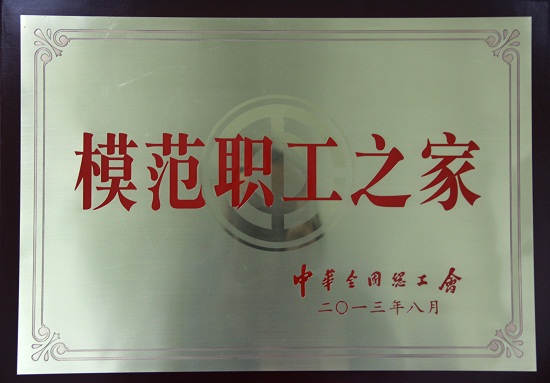 模范职工之家
中华全国总工會
二〇一三年八月